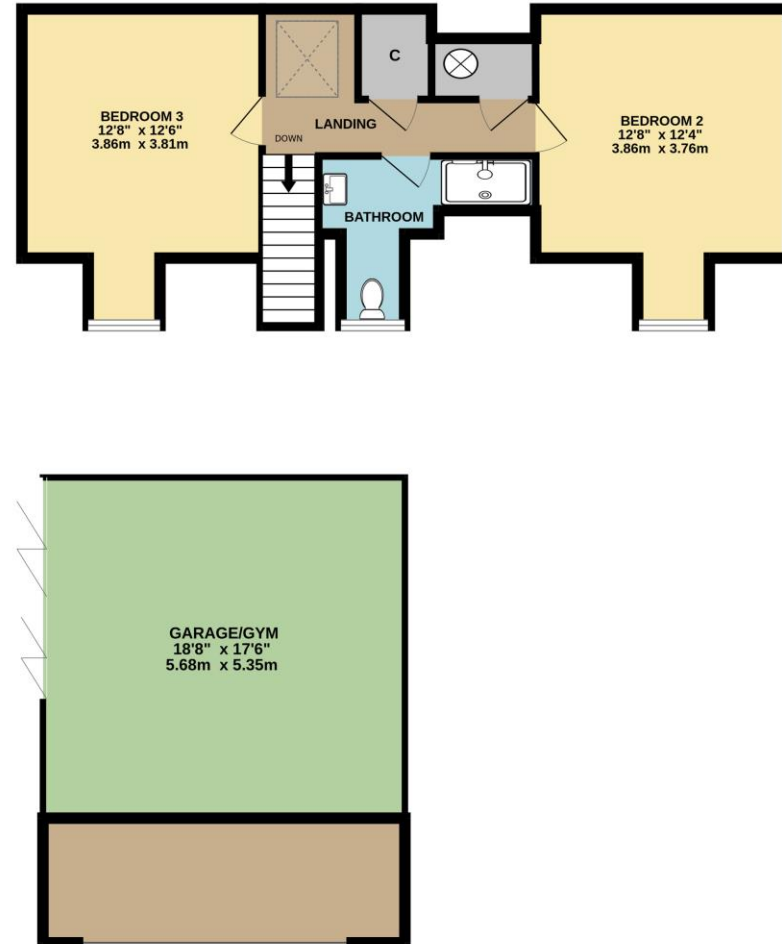 BEDROOM 3
12'8" x 12'6"
3.86m x 3.81m
C
LANDING
DOWN
BEDROOM 2
12'8" x 12'4"
3.86m x 3.76m
BATHROOM
GARAGE/GYM
18'8" x 17'6"
5.68m x 5.35m